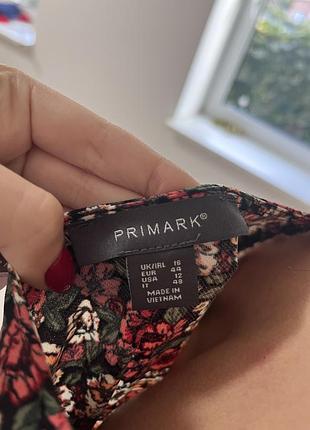 PRIMARK®
UK/IRL 16
EUR 44
USA 12
IT 48
MADE IN
VIETNAM